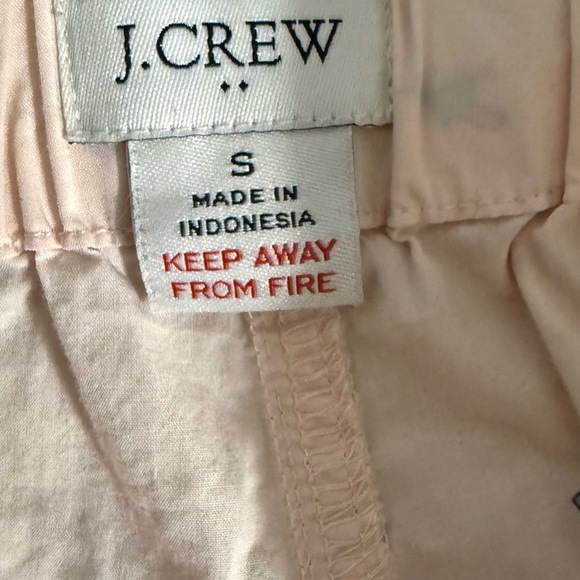 J.CREW
S
MADE IN
INDONESIA
KEEP AWAY
FROM FIRE